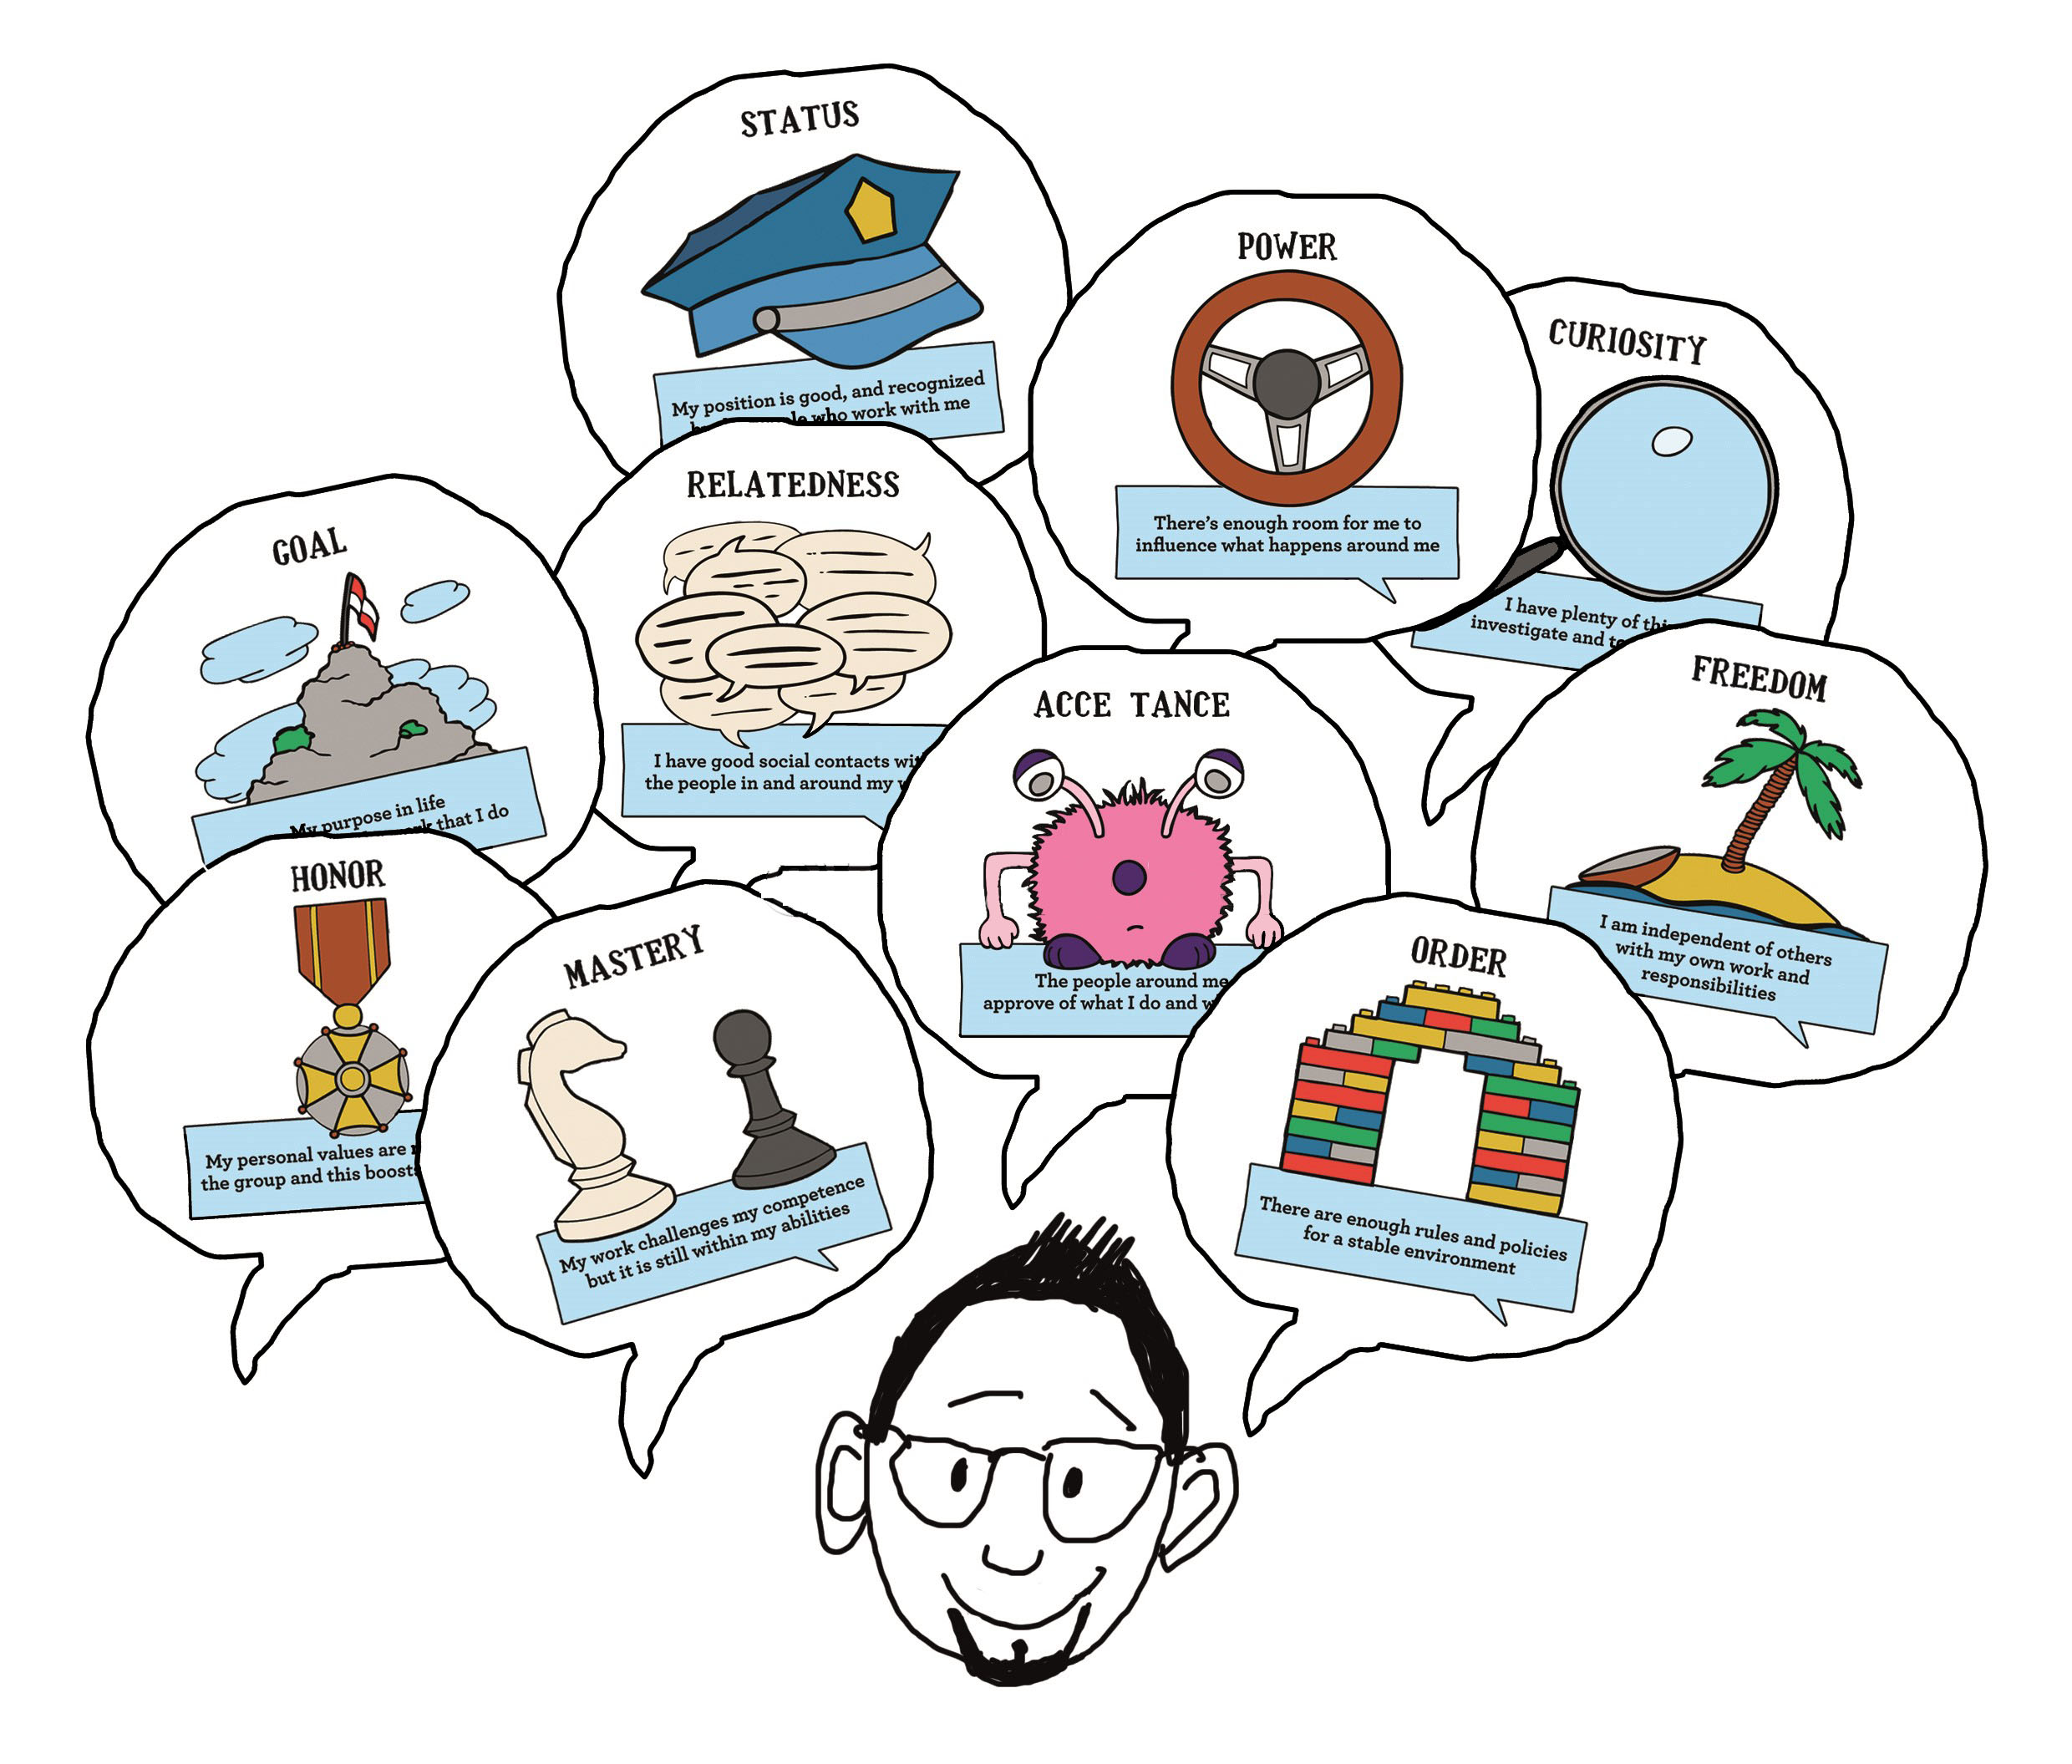 STATUS
My position is good, and recognized
who work with me
POWER
There's enough room for me to
influence what happens around me
CURIOSITY
I have plenty of
investigate and
RELATEDNESS
I have good social contacts
the people in and around my
GOAL
My purpose in life
that I do
ACCE TANCE
The people around me
approve of what I do and
FREEDOM
I am independent of others
with my own work and
responsibilities
HONOR
My personal values are
the group and this boosts
MASTERY
My work challenges my competence
but it is still within my abilities
ORDER
There are enough rules and policies
for a stable environment